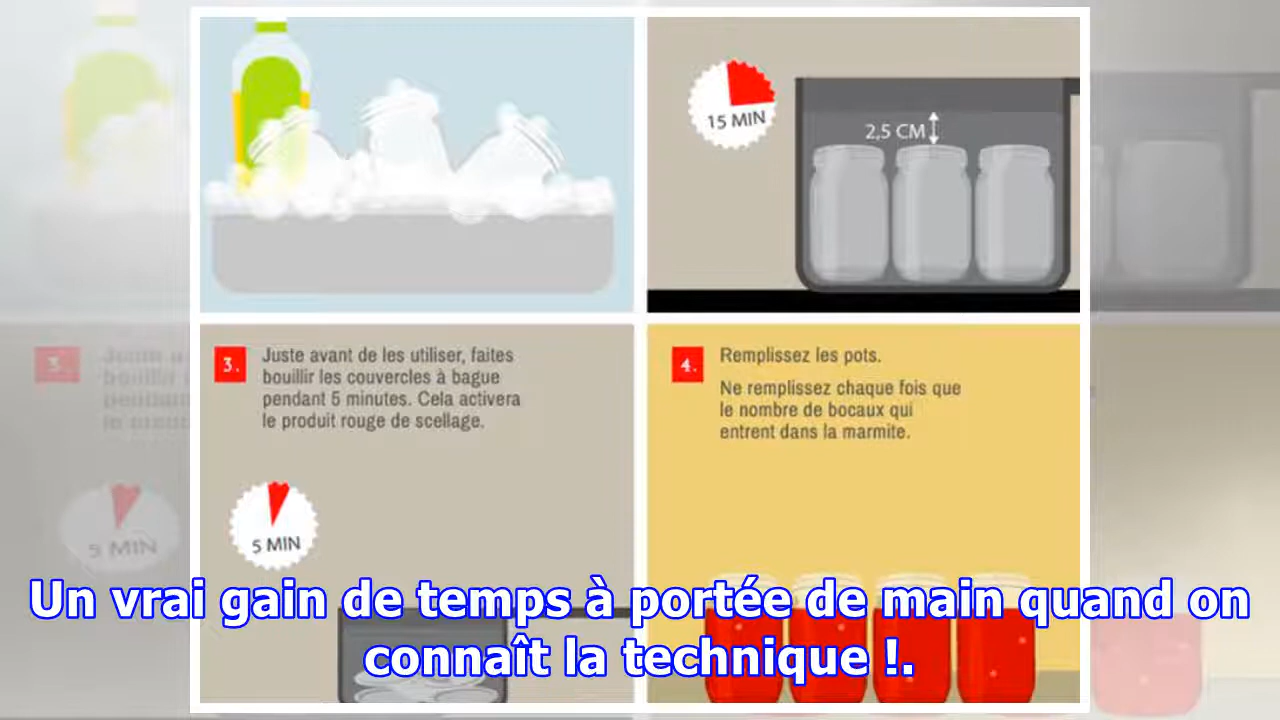 15 MIN
2,5 CM
3.
Juste avant de les utiliser, faites
bouillir les couvercles à bague
pendant 5 minutes. Cela activera
le produit rouge de scellage.
5 MIN
4.
Remplissez les pots.
Ne remplissez chaque fois que
le nombre de bocaux qui
entrent dans la marmite.
Un vrai gain de temps à portée de main quand on
connaît la technique !.